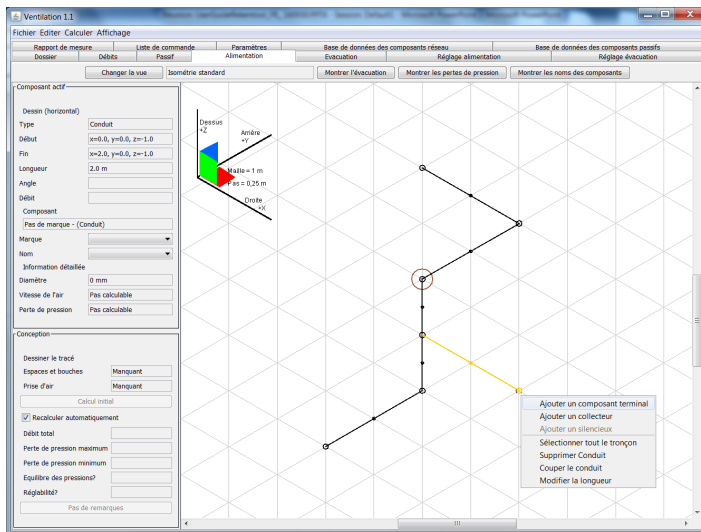 Ventilation 1.1
Fichier Editer Calculer Affichage
Rapport de mesure Liste de commande Paramètres Base de données des composants réseau Base de données des composants passifs
Dossier Débits Passif Alimentation Evacuation Réglage alimentation Réglage évacuation
Changer la vue Isométrie standard Montrer l'évacuation Montrer les pertes de pression Montrer les noms des composants
Composant actif
Dessin (horizontal)
Type Conduit
Début x=0.0, y=0.0, z=-1.0
Fin x=2.0, y=0.0, z=-1.0
Longueur 2.0 m
Angle
Débit
Composant
Pas de marque - (Conduit)
Marque
Nom
Information détaillée
Diamètre 0 mm
Vitesse de l'air Pas calculable
Perte de pression Pas calculable
Conception
Dessiner le tracé
Espaces et bouches Manquant
Prise d'air Manquant
Calcul initial
Recalculer automatiquement
Débit total
Perte de pression maximum
Perte de pression minimum
Equilibre des pressions?
Réglabilité?
Pas de remarques
Dessus
+Z
Arrière
+Y
Maille = 1 m
Pas = 0,25 m
Droite
+X
Ajouter un composant terminal
Ajouter un collecteur
Ajouter un silencieux
Sélectionner tout le tronçon
Supprimer Conduit
Couper le conduit
Modifier la longueur